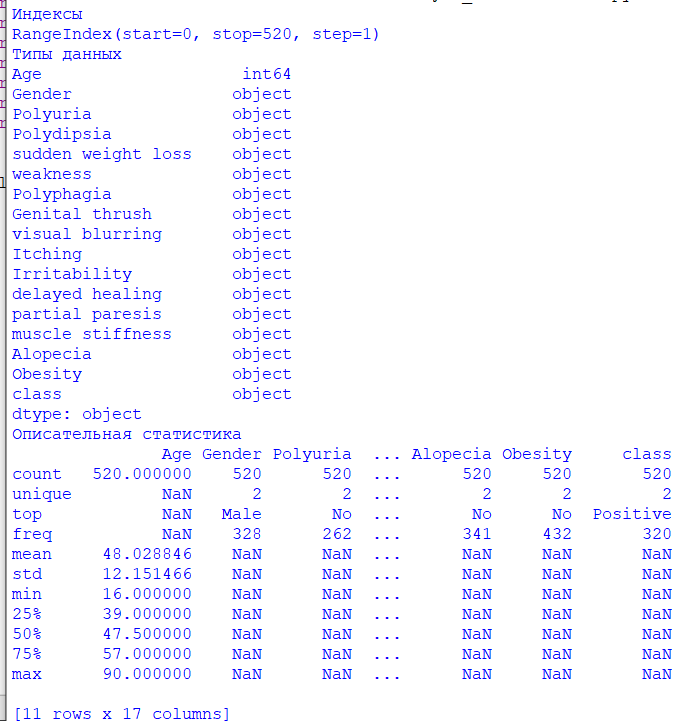 Индексы
RangeIndex(start=0, stop=520, step=1)
Типы данных
Age                    int64
Gender                object
Polyuria              object
Polydipsia            object
sudden weight loss    object
weakness              object
Polyphagia            object
Genital thrush        object
visual blurring       object
Itching               object
Irritability          object
delayed healing       object
partial paresis       object
muscle stiffness      object
Alopecia              object
Obesity               object
class                 object
dtype: object
Описательная статистика
               Age Gender Polyuria  ... Alopecia Obesity     class
count   520.000000    520      520  ...      520     520       520
unique         NaN      2        2  ...        2       2         2
top            NaN   Male       No  ...       No      No  Positive
freq           NaN    328      262  ...      341     432       320
mean     48.028846    NaN      NaN  ...      NaN     NaN       NaN
std      12.151466    NaN      NaN  ...      NaN     NaN       NaN
min      16.000000    NaN      NaN  ...      NaN     NaN       NaN
25%      39.000000    NaN      NaN  ...      NaN     NaN       NaN
50%      47.500000    NaN      NaN  ...      NaN     NaN       NaN
75%      57.000000    NaN      NaN  ...      NaN     NaN       NaN
max      90.000000    NaN      NaN  ...      NaN     NaN       NaN
[11 rows x 17 columns]